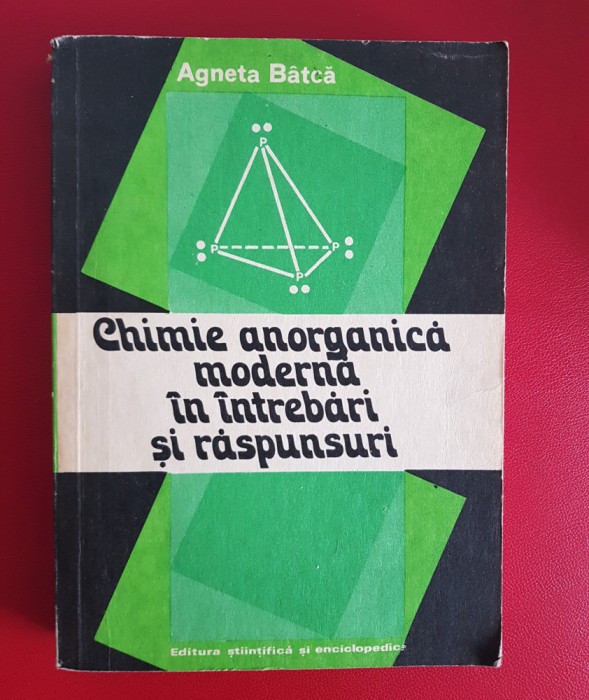 Agneta Bâtcă
P
P P
P
Chimie anorganică
modernă
în întrebări
și răspunsuri
Editura științifică și enciclopedică